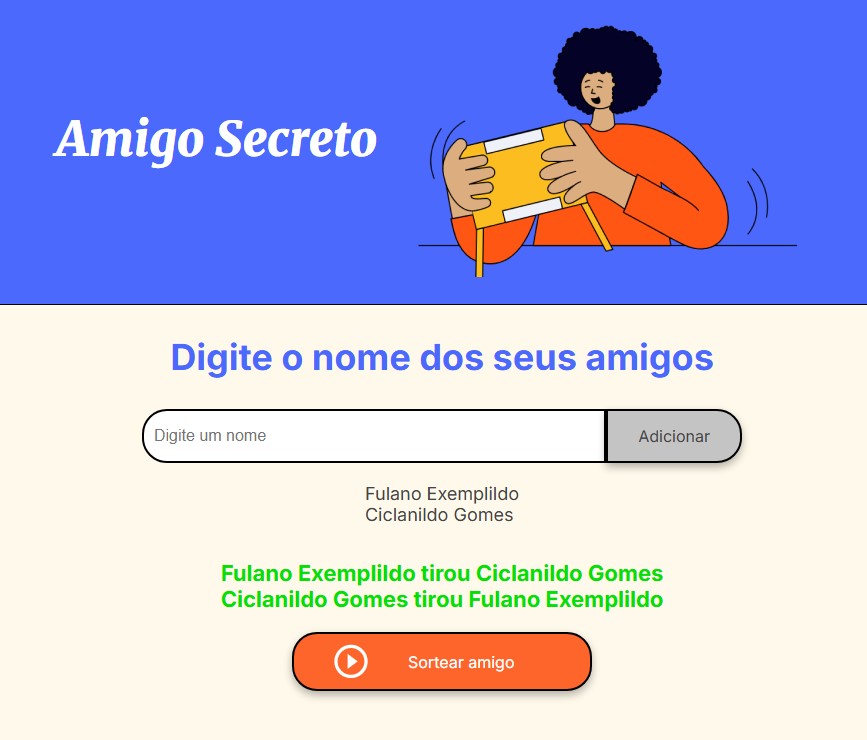 Amigo Secreto
Digite o nome dos seus amigos
Digite um nome
Adicionar
Fulano Exemplildo
Ciclanildo Gomes
Fulano Exemplildo tirou Ciclanildo Gomes
Ciclanildo Gomes tirou Fulano Exemplildo
Sortear amigo